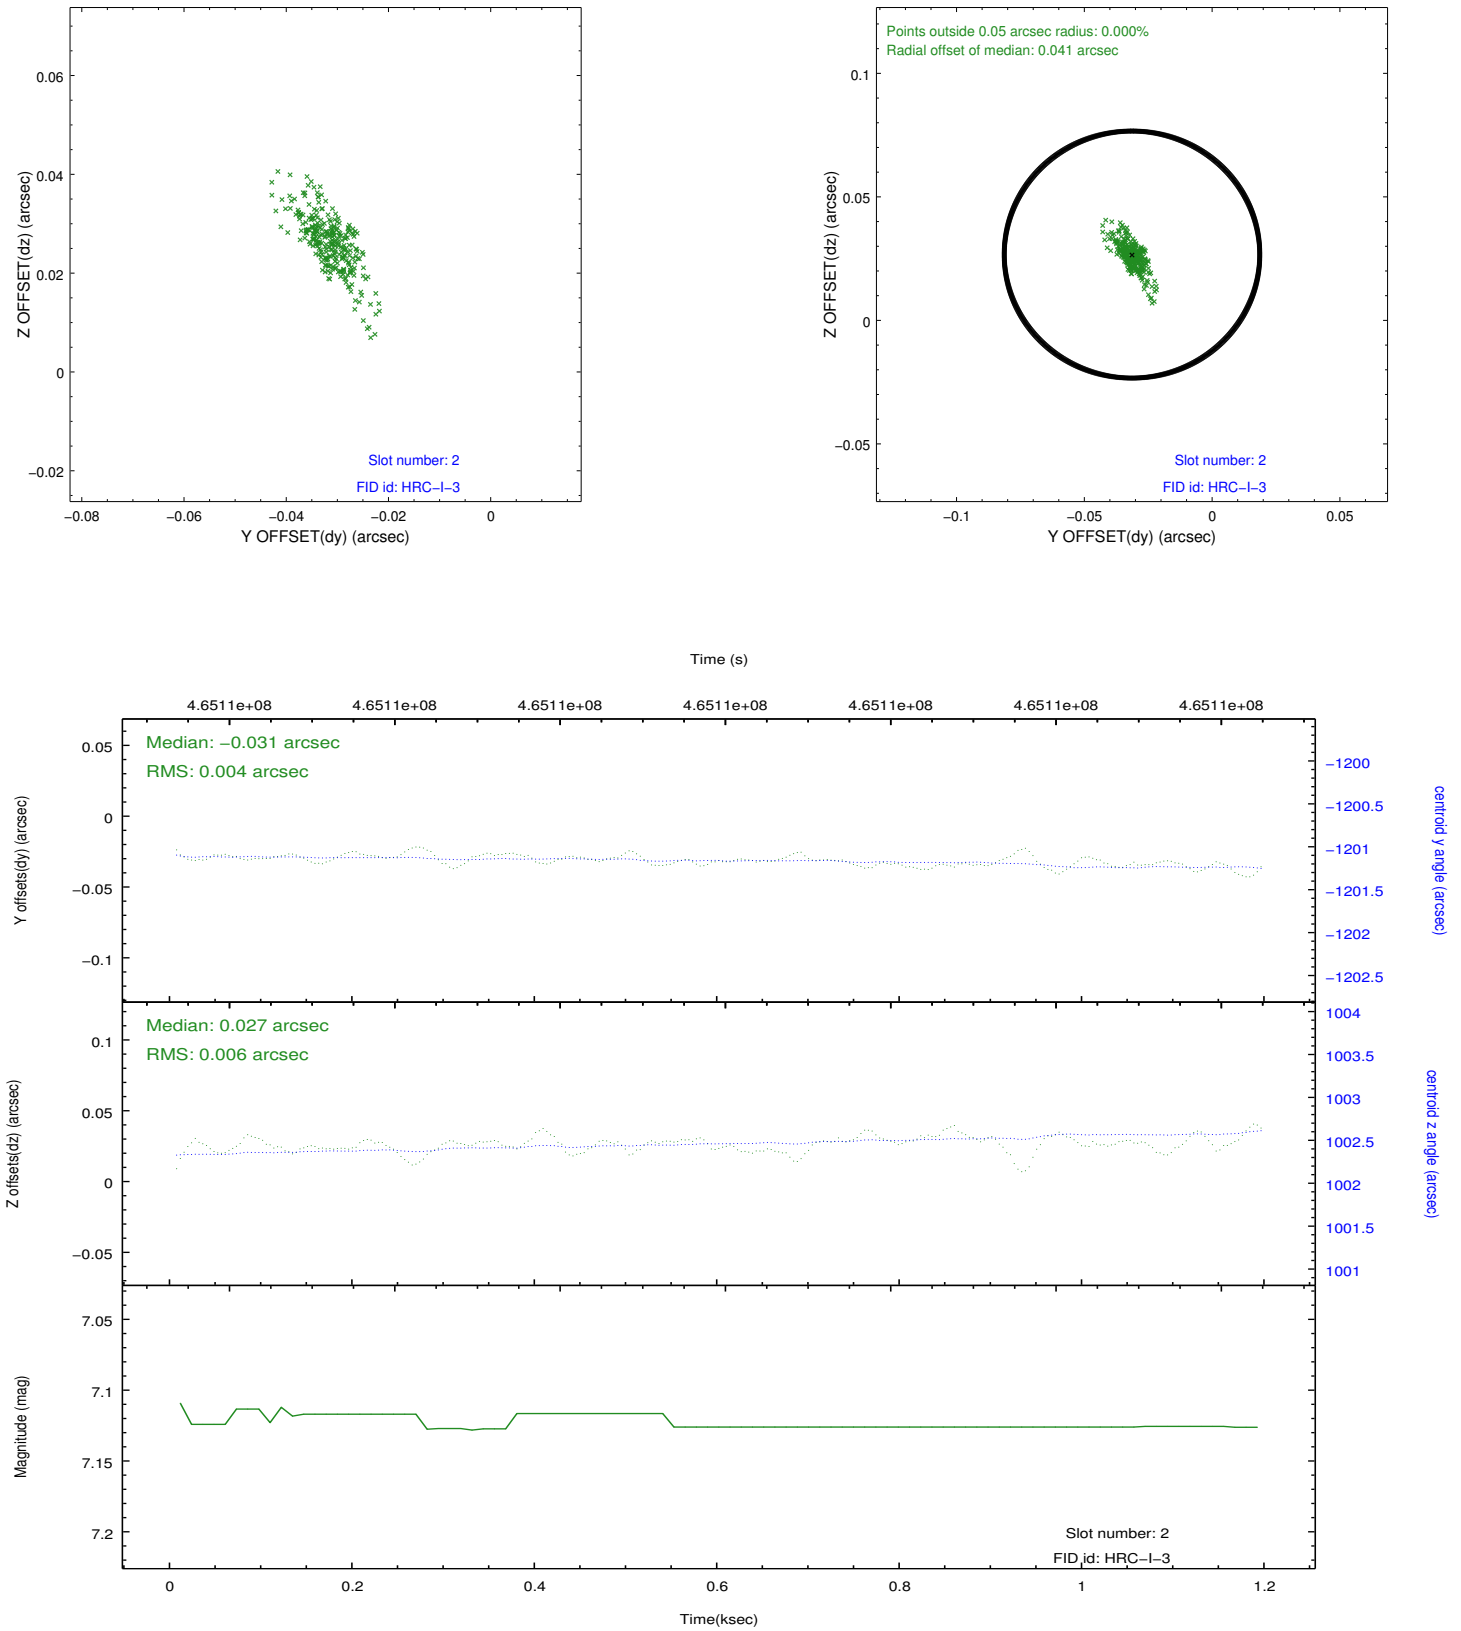 0.06
0.04
0.02
0
−0.02
Z OFFSET(dz) (arcsec)
Slot number: 2
FID id: HRC−I−3
−0.08 −0.06 −0.04 −0.02 0
Y OFFSET(dy) (arcsec)
Points outside 0.05 arcsec radius: 0.000%
Radial offset of median: 0.041 arcsec
0.1
0.05
0
−0.05
Z OFFSET(dz) (arcsec)
Slot number: 2
FID id: HRC−I−3
−0.1 −0.05 0 0.05
Y OFFSET(dy) (arcsec)
Time (s)
4.6511e+08 4.6511e+08 4.6511e+08 4.6511e+08 4.6511e+08 4.6511e+08 4.6511e+08
Median: −0.031 arcsec
RMS: 0.004 arcsec
0.05
0
−0.05
−0.1
Y offsets(dy) (arcsec)
−1200
−1200.5
−1201
−1201.5
−1202
−1202.5
centroid y angle (arcsec)
Median: 0.027 arcsec
RMS: 0.006 arcsec
0.1
0.05
0
−0.05
Z offsets(dz) (arcsec)
1004
1003.5
1003
1002.5
1002
1001.5
1001
centroid z angle (arcsec)
7.05
7.1
7.15
7.2
Magnitude (mag)
Slot number: 2
FID id: HRC−I−3
0 0.2 0.4 0.6 0.8 1 1.2
Time(ksec)